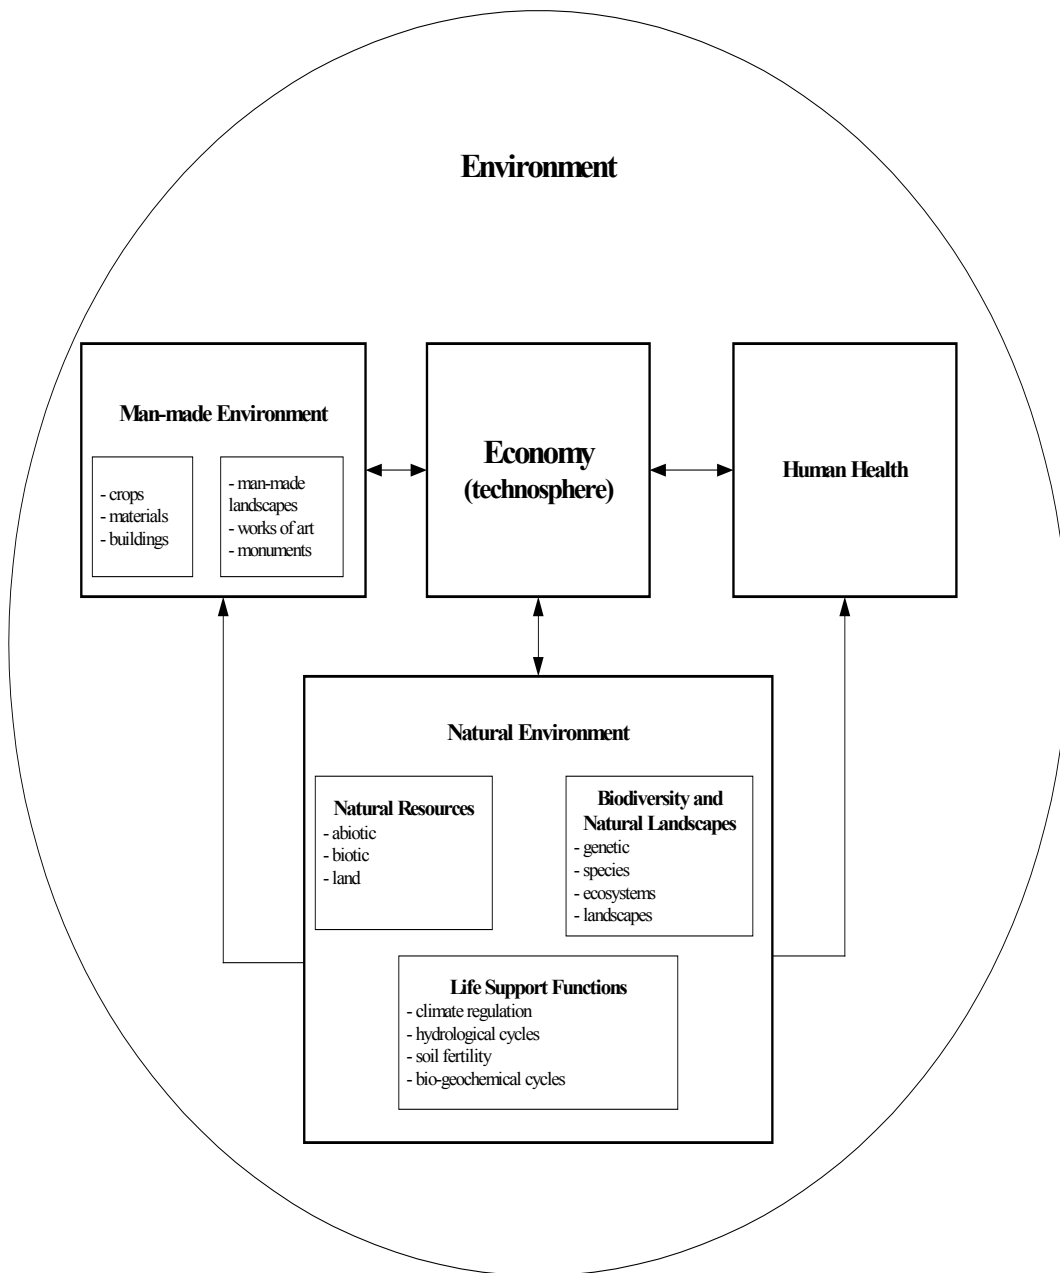 Environment
Man-made Environment
- crops
- materials
- buildings
- man-made
landscapes
- works of art
- monuments
Economy
(technosphere)
Human Health
Natural Environment
Natural Resources
- abiotic
- biotic
- land
Biodiversity and
Natural Landscapes
- genetic
- species
- ecosystems
- landscapes
Life Support Functions
- climate regulation
- hydrological cycles
- soil fertility
- bio-geochemical cycles